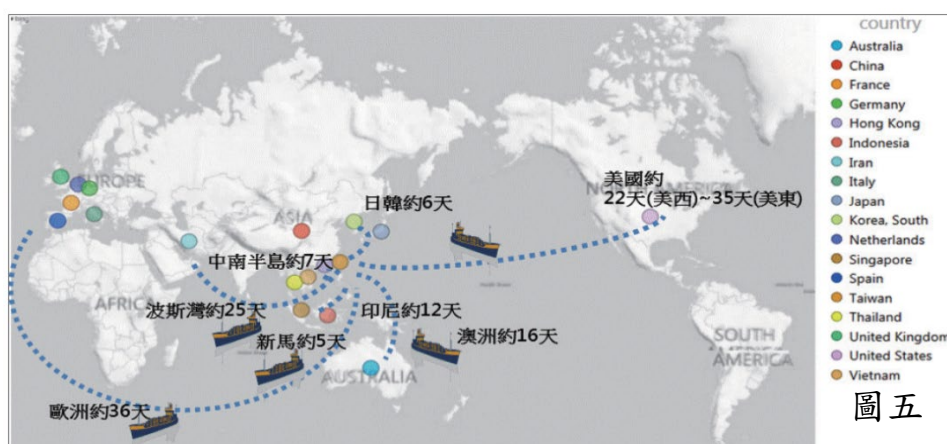 country
Australia
China
France
Germany
Hong Kong
Indonesia
Iran
Italy
Japan
Korea, South
Netherlands
Singapore
Spain
Taiwan
Thailand
United Kingdom
United States
Vietnam
EUROPE
ASIA
AFRICA
AUSTRALIA
NORTH AMERICA
SOUTH
AMERICA
美國約
22天(美西)~35天(美東)
日韓約6天
中南半島約7天
波斯灣約25天
印尼約12天
新馬約5天
澳洲約16天
歐洲約36天
圖五